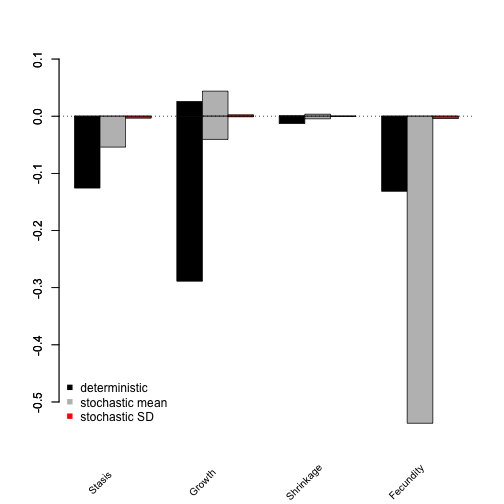 0.1
0.0
-0.1
-0.2
-0.3
-0.4
-0.5
deterministic
stochastic mean
stochastic SD
Stasis
Growth
Shrinkage
Fecundity